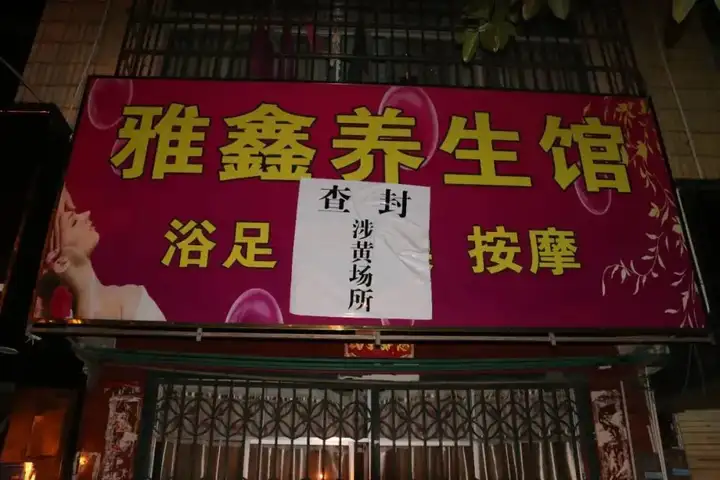 雅鑫养生馆
浴足 按摩
查封
涉黄场所